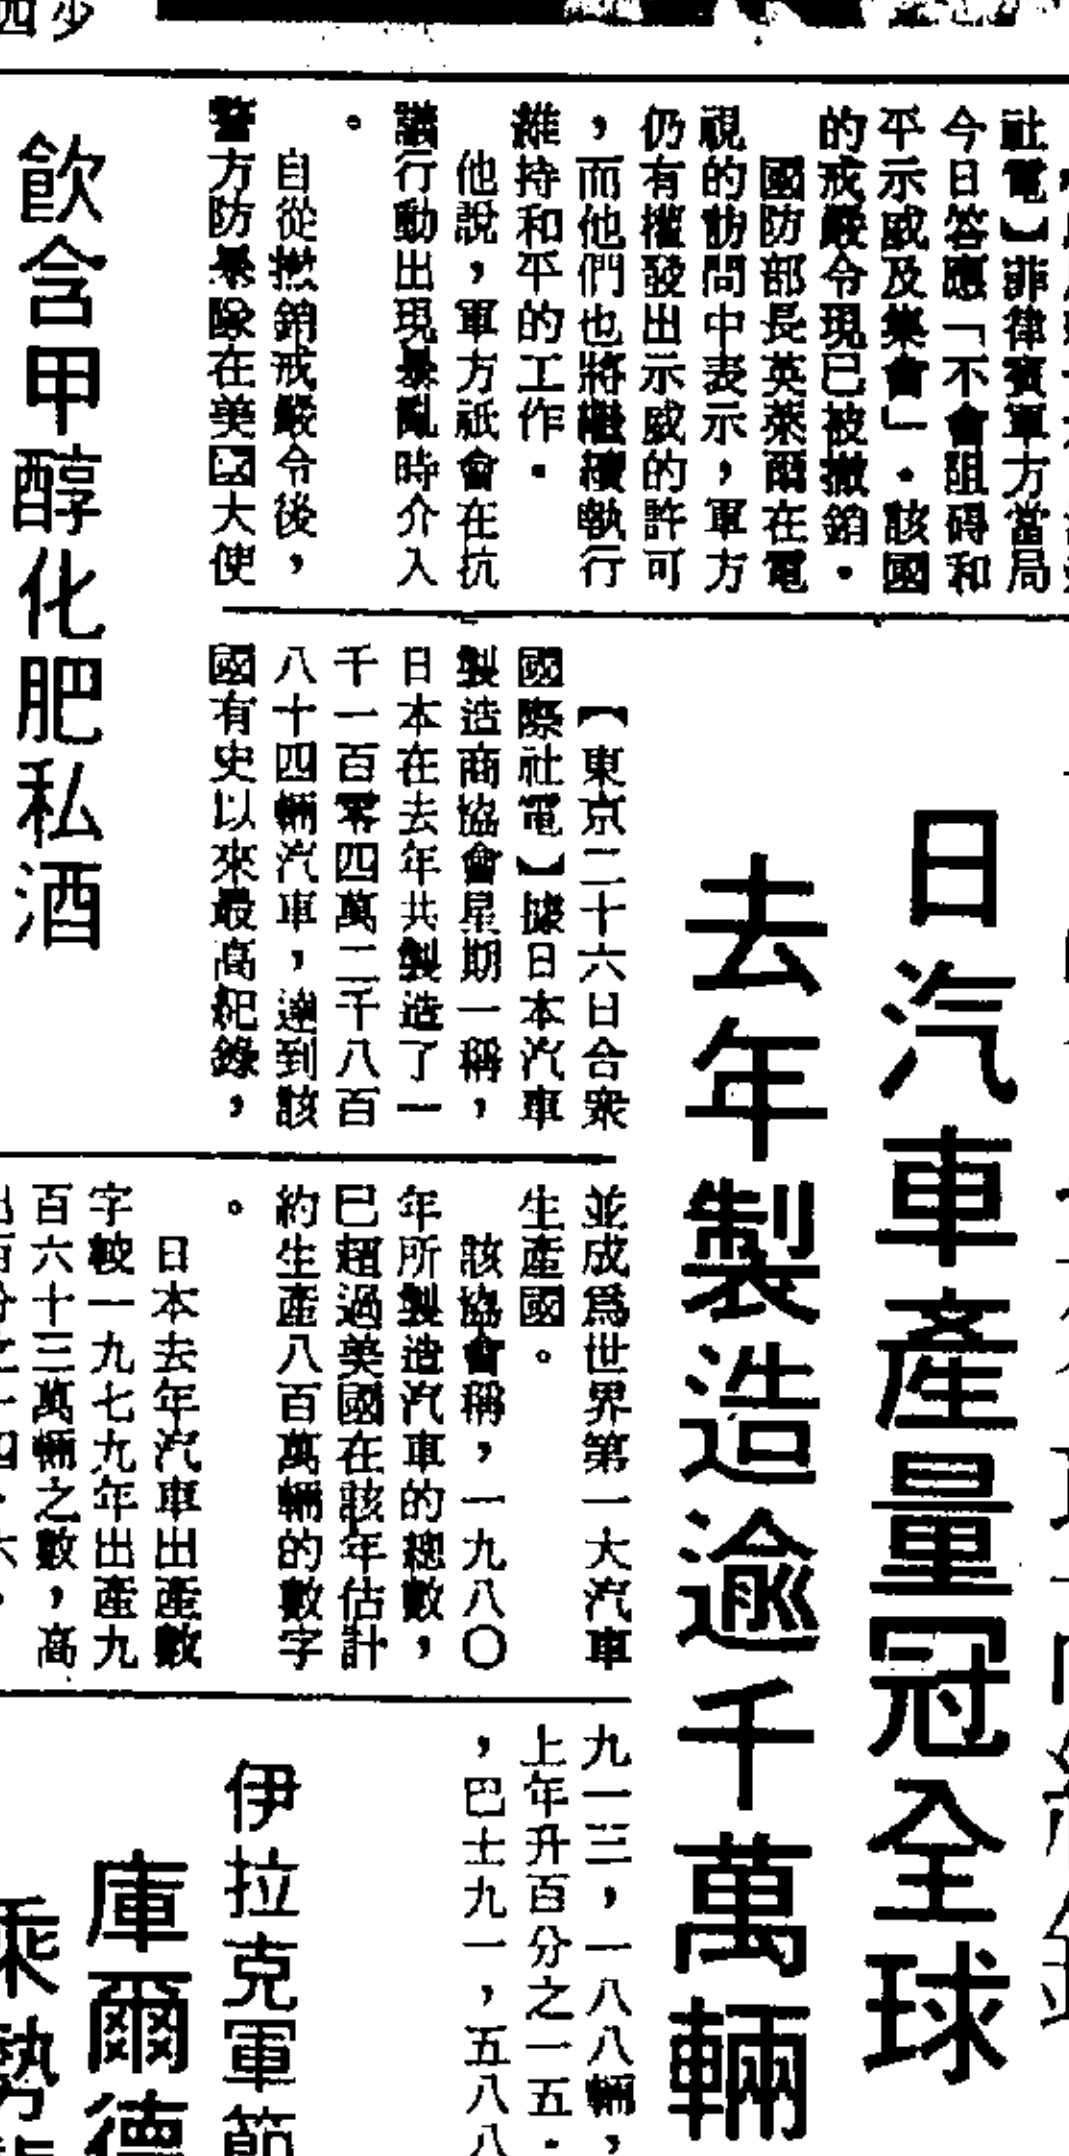 社電】菲律賓軍方當局
今日答應「不會阻碍和
平示威及集會」。該國
的戒嚴令現已被撤銷。
國防部長英萊爾在電
視的訪問中表示，軍方
仍有權發出示威的許可
，而他們也將繼續執行
維持和平的工作。
他說，軍方祇會在抗
議行動出現暴亂時介入
。
自從撤銷戒嚴令後，
警方防暴隊在美國大使
日汽車產量冠全球
去年製造逾千萬輛
【東京二十六日合衆
國際社電】據日本汽車
製造商協會星期一稱，
日本在去年共製造了一
千一百零四萬二千八百
八十四輛汽車，達到該
國有史以來最高紀錄，
並成爲世界第一大汽車
生產國。
該協會稱，一九八〇
年所製造汽車的總數，
已超過美國在該年估計
約生產八百萬輛的數字
。
日本去年汽車出產數
字較一九七九年出產九
百六十三萬輛之數，高
九一三，一八八輛，
上年升百分之一五．
，巴士九一，五八八
飲含甲醇化肥私酒
伊拉克軍節
庫爾德
乘勢